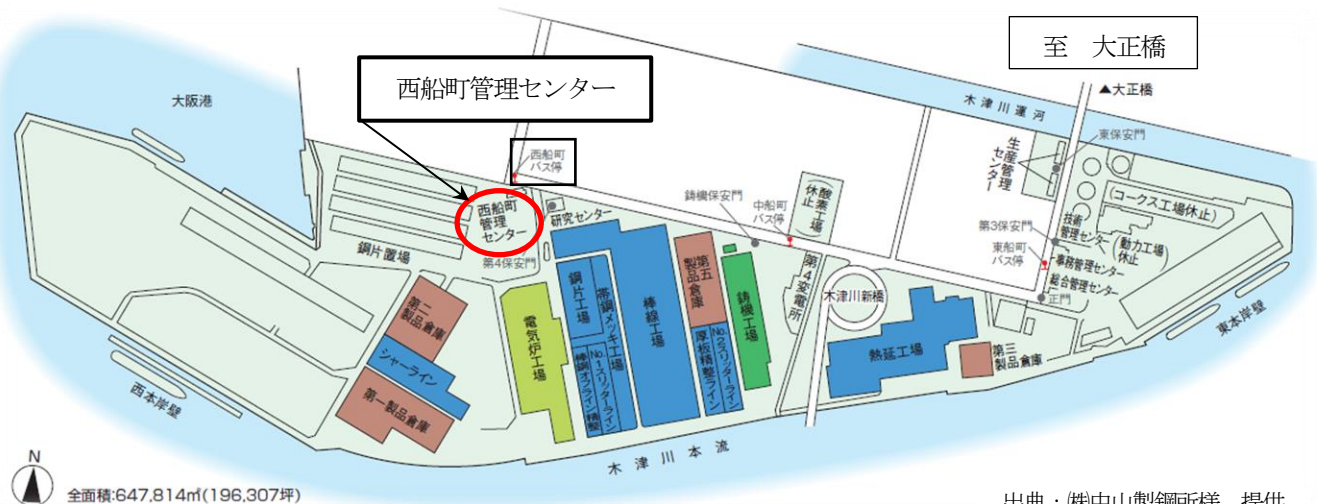 至　大正橋
西船町管理センター
▲大正橋
大阪港
木津川運河
東保安門
生産管理
センター
西船町
バス停
鋳機保安門
中船町
バス停
(酸素工場
休止)
(コークス工場休止)
西船町
管理
センター
研究センター
第3保安門
技術
管理センター
(動力工場
休止)
東船町
バス停
事務管理センター
総合管理センター
正門
鋼片置場
第4保安門
第二
製品倉庫
シャーライン
第一製品倉庫
電気炉工場
鋼片工場
帯鋼メッキ工場
棒鋼オフライン精整
No.1スリッターライン
棒線工場
第五
製品倉庫
厚板精整ライン
No.2スリッターライン
鋳機工場
第4変電所
木津川新橋
熱延工場
第三
製品倉庫
東本岸壁
西本岸壁
木津川本流
N
全面積:647,814㎡(196,307坪)
出典：㈱中山製鋼所様　提供